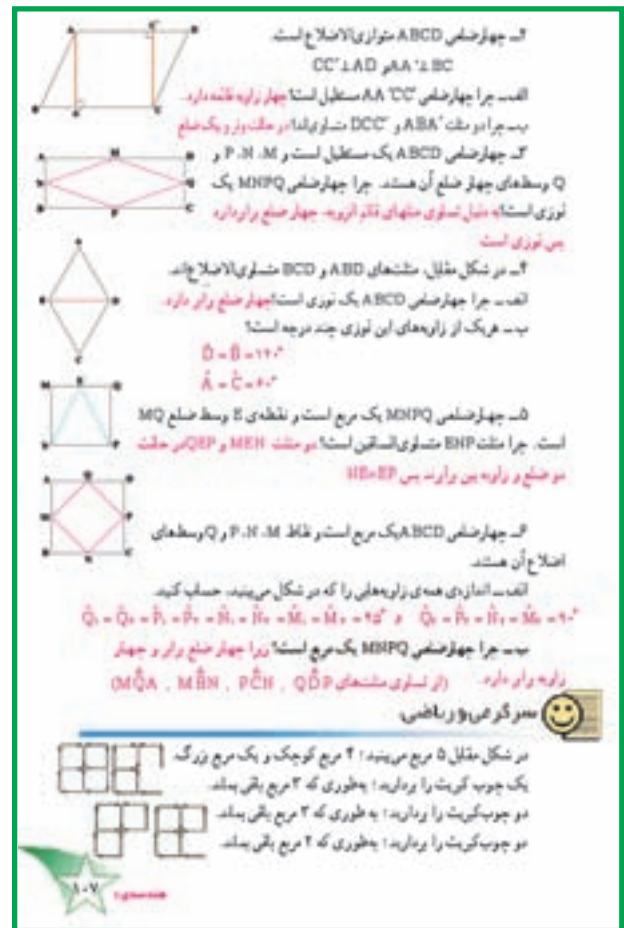 ۲ــ چهارضلعی ABCD متوازی‌الاضلاع است.
AA´⊥BC و CC´⊥AD
الف ــ چرا چهارضلعی AA´CC´ مستطیل است؟ چهار زاویه قائمه دارد.
ب ــ چرا دو مثلث ABA´ و DCC´ مساوی‌اند؟ در حالت وتر و یک ضلع
۳ــ چهارضلعی ABCD یک مستطیل است و M، N، P و
Q وسط‌های چهار ضلع آن هستند. چرا چهارضلعی MNPQ یک
لوزی است؟ به دلیل تساوی مثلثهای قائم الزویه، چهار ضلع برابر دارد
پس لوزی است
۴ــ در شکل مقابل، مثلث‌های ABD و BCD متساوی‌الاضلاع‌اند.
الف ــ چرا چهارضلعی ABCD یک لوزی است؟ چهار ضلع برابر دارد.
ب ــ هریک از زاویه‌های این لوزی چند درجه است؟
D̂ = B̂ = ۱۲۰°
Â = Ĉ = ۶۰°
۵ــ چهارضلعی MNPQ یک مربع است و نقطه‌ی E وسط ضلع MQ
است. چرا مثلث ENP متساوی‌الساقین است؟ دو مثلث MEN و QEP در حالت
دو ضلع و زاویه بین برابرند پس NE=EP
۶ــ چهارضلعی ABCD یک مربع است و نقاط M، N، P و Q وسط‌های
اضلاع آن هستند.
الف ــ اندازه‌ی همه‌ی زاویه‌هایی را که در شکل می‌بینید، حساب کنید.
ب ــ چرا چهارضلعی MNPQ یک مربع است؟ زیرا چهار ضلع برابر و چهار
زاویه برابر دارد. (از تساوی مثلث‌های MQ̂A , MB̂N , PĈN , QD̂P)
سرگرمی و ریاضی
در شکل مقابل ۵ مربع می‌بینید؛ ۴ مربع کوچک و یک مربع بزرگ.
یک چوب کبریت را بردارید؛ به‌طوری که ۳ مربع باقی بماند.
دو چوب‌کبریت را بردارید؛ به طوری که ۳ مربع باقی بماند.
دو چوب‌کبریت را بردارید؛ به‌طوری که ۲ مربع باقی بماند.
۱۰۷